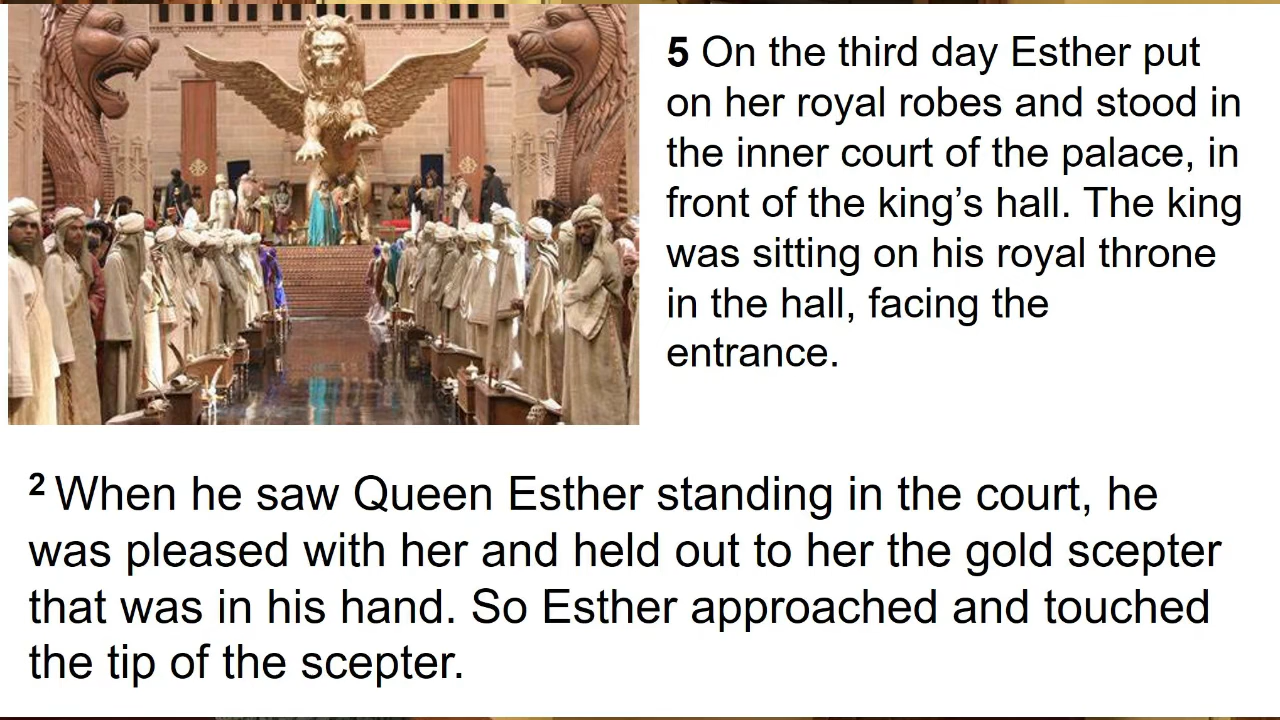 5 On the third day Esther put
on her royal robes and stood in
the inner court of the palace, in
front of the king’s hall. The king
was sitting on his royal throne
in the hall, facing the
entrance.
2 When he saw Queen Esther standing in the court, he
was pleased with her and held out to her the gold scepter
that was in his hand. So Esther approached and touched
the tip of the scepter.